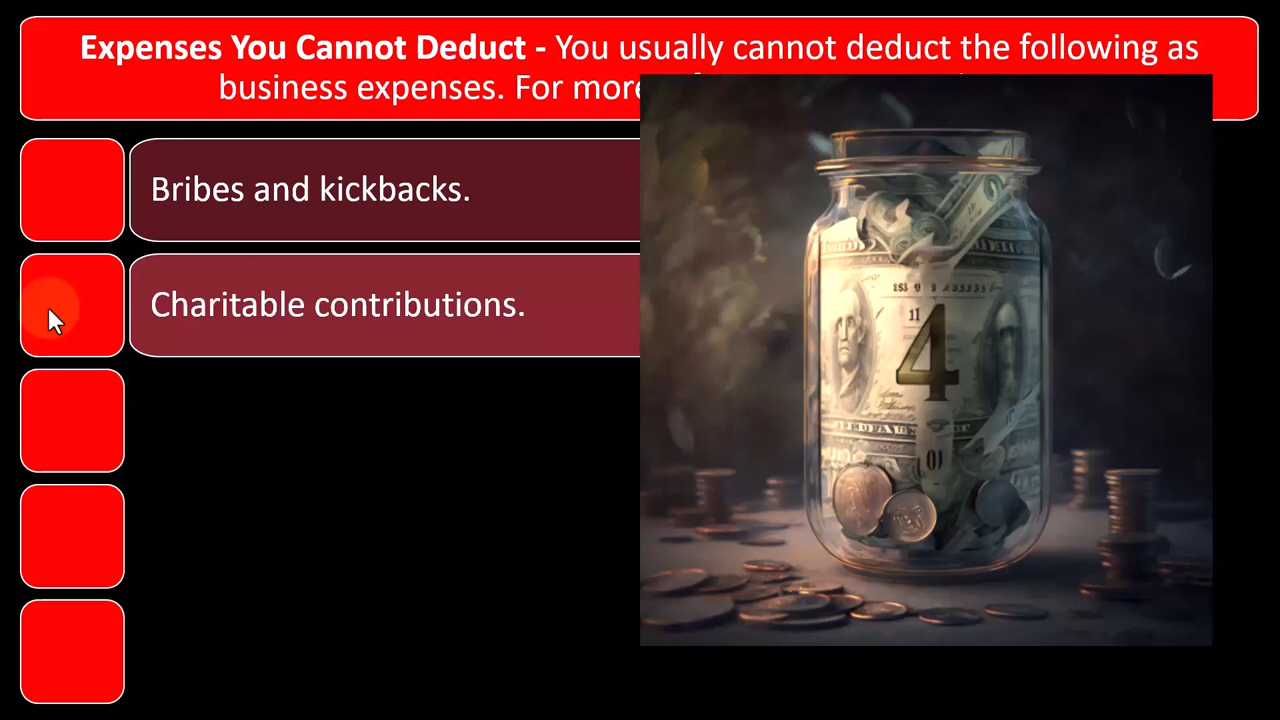 Expenses You Cannot Deduct - You usually cannot deduct the following as
business expenses. For more
Bribes and kickbacks.
Charitable contributions.
11
4